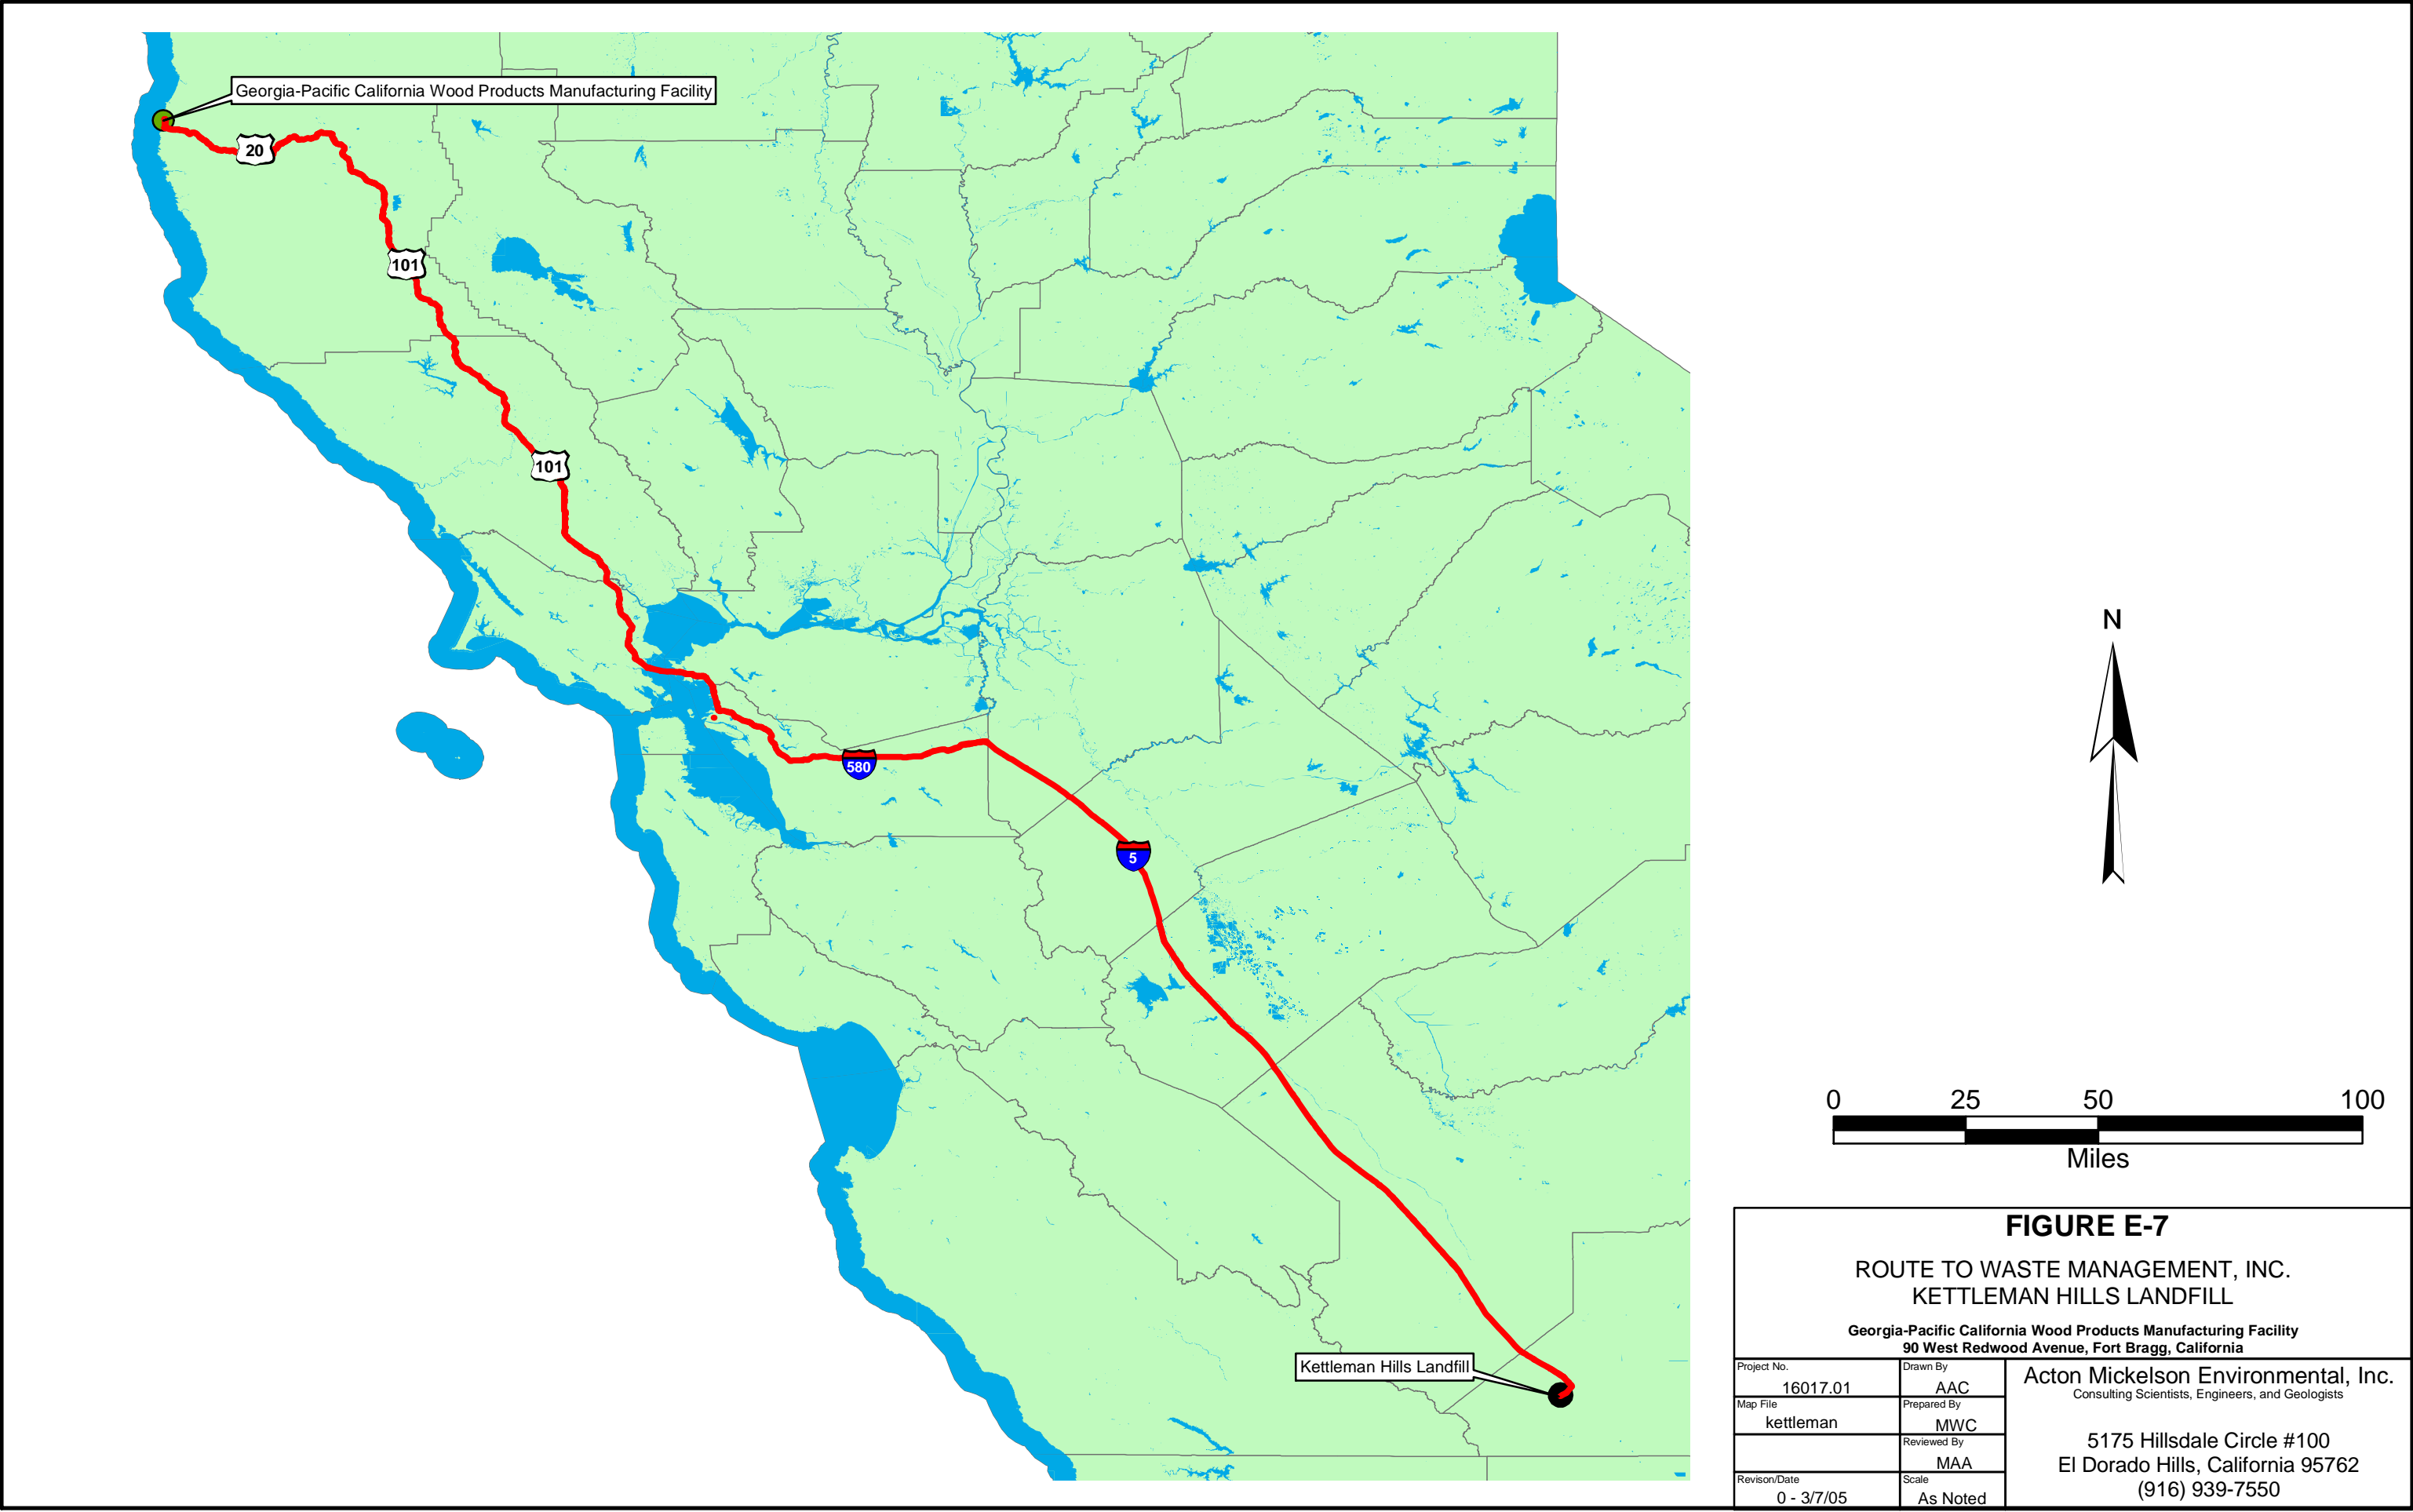 Georgia-Pacific California Wood Products Manufacturing Facility
20
101
101
580
5
Kettleman Hills Landfill
N
0 25 50 100
Miles
FIGURE E-7
ROUTE TO WASTE MANAGEMENT, INC.
KETTLEMAN HILLS LANDFILL
Georgia-Pacific California Wood Products Manufacturing Facility
90 West Redwood Avenue, Fort Bragg, California
Project No.
16017.01
Drawn By
AAC
Map File
kettleman
Prepared By
MWC
Reviewed By
MAA
Revison/Date
0 - 3/7/05
Scale
As Noted
Acton Mickelson Environmental, Inc.
Consulting Scientists, Engineers, and Geologists
5175 Hillsdale Circle #100
El Dorado Hills, California 95762
(916) 939-7550